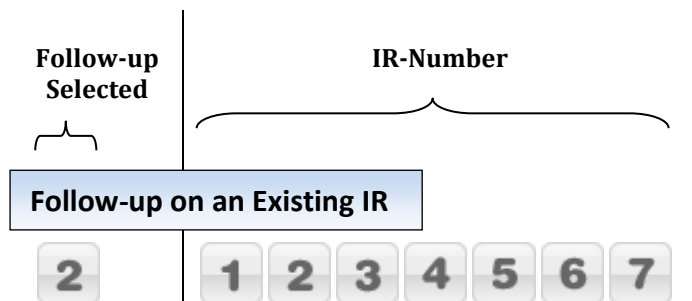 Follow-up
Selected
IR-Number
Follow-up on an Existing IR
2 1 2 3 4 5 6 7